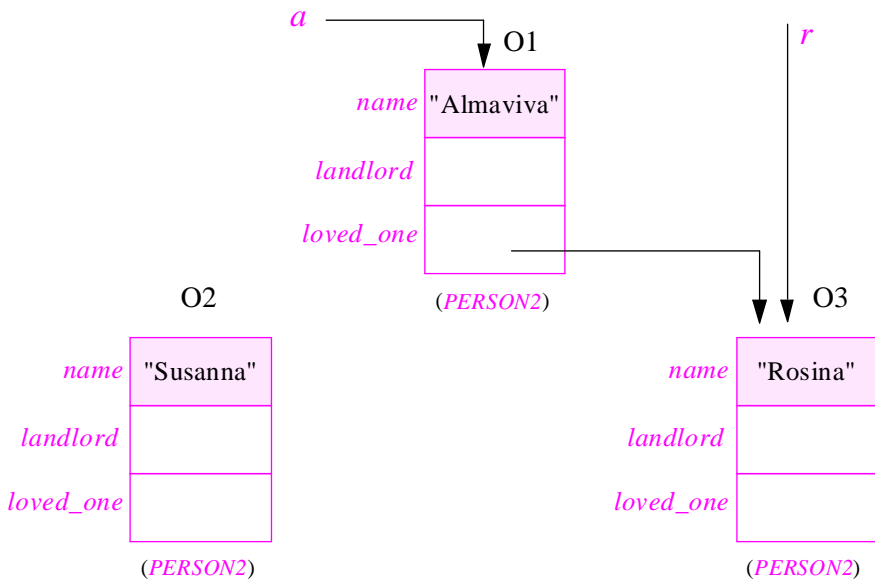 a
O1
r
name "Almaviva"
landlord
loved_one
(PERSON2)
O2
name "Susanna"
landlord
loved_one
(PERSON2)
O3
name "Rosina"
landlord
loved_one
(PERSON2)